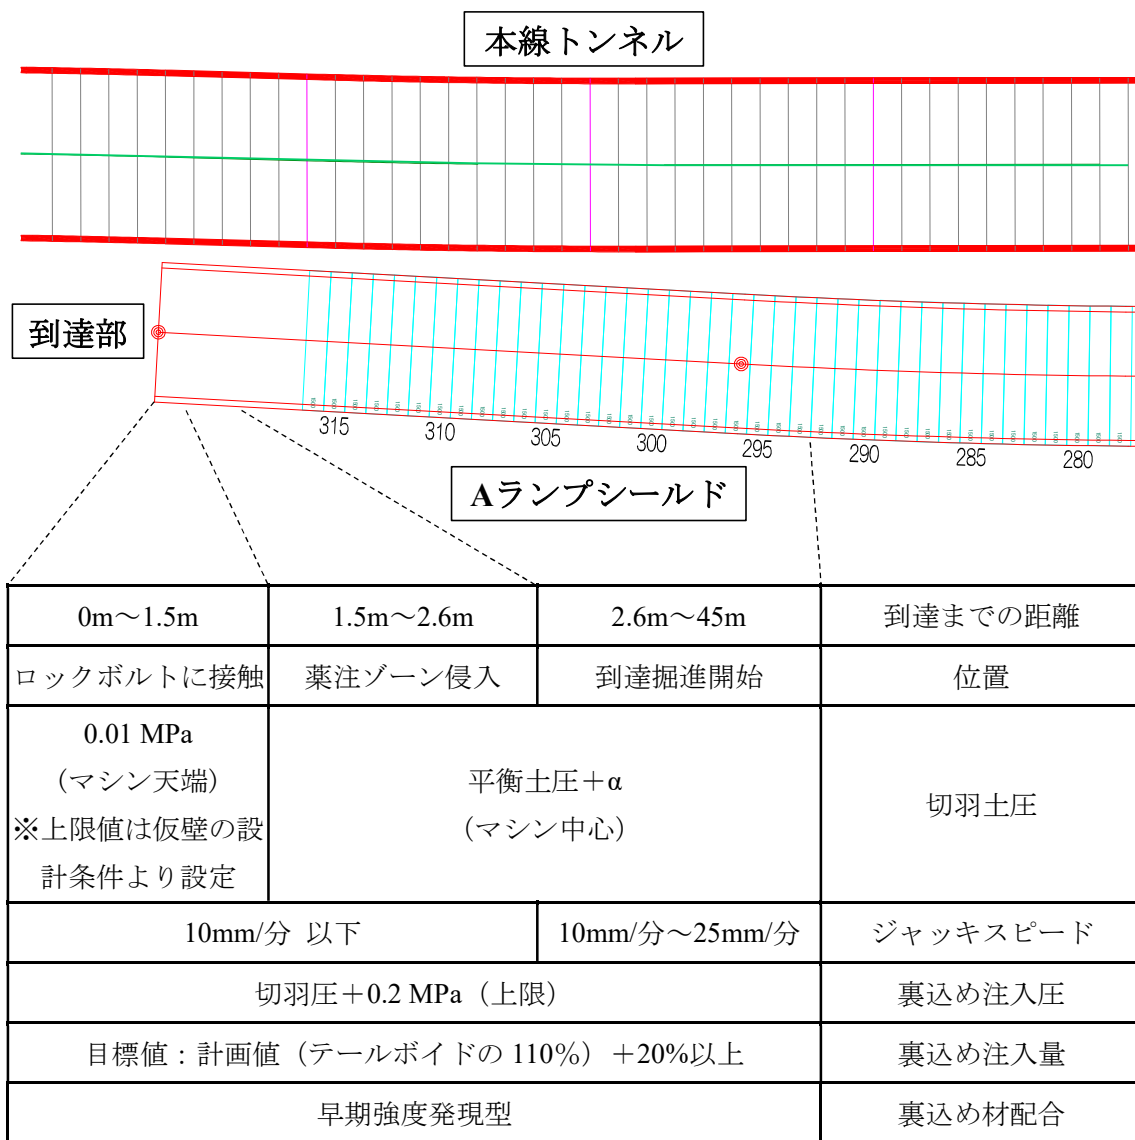 本線トンネル
到達部
315
310
305
300
295
290
285
280
Aランプシールド
0m～1.5m
1.5m～2.6m
2.6m～45m
到達までの距離
ロックボルトに接触
薬注ゾーン侵入
到達掘進開始
位置
0.01 MPa
（マシン天端）
※上限値は仮壁の設
計条件より設定
平衡土圧＋α
（マシン中心）
切羽土圧
10mm/分 以下
10mm/分～25mm/分
ジャッキスピード
切羽圧＋0.2 MPa（上限）
裏込め注入圧
目標値：計画値（テールボイドの 110%）＋20%以上
裏込め注入量
早期強度発現型
裏込め材配合